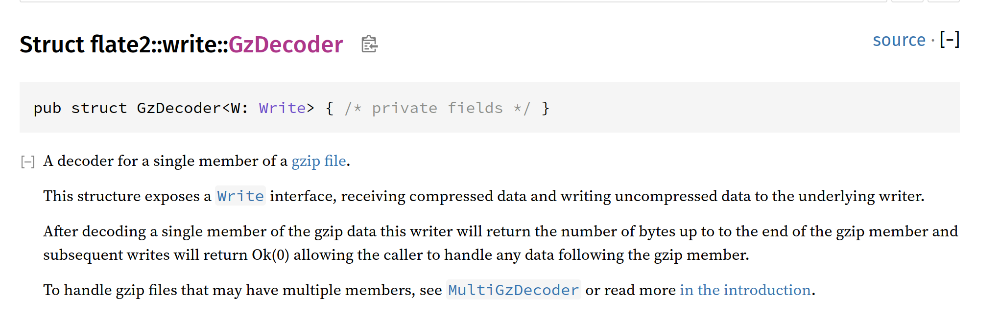 Struct flate2::write::GzDecoder
source · [-]
pub struct GzDecoder<W: Write> { /* private fields */ }
[-] A decoder for a single member of a gzip file.
This structure exposes a Write interface, receiving compressed data and writing uncompressed data to the underlying writer.
After decoding a single member of the gzip data this writer will return the number of bytes up to to the end of the gzip member and
subsequent writes will return Ok(0) allowing the caller to handle any data following the gzip member.
To handle gzip files that may have multiple members, see MultiGzDecoder or read more in the introduction.